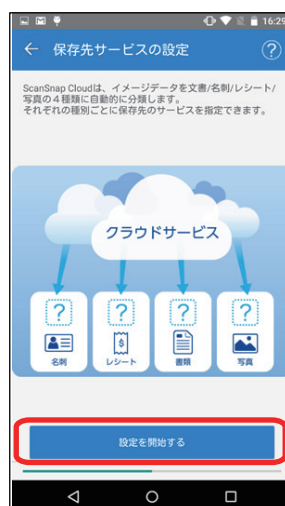 16:29
保存先サービスの設定
?
ScanSnap Cloudは、イメージデータを文書/名刺/レシート/
写真の４種類に自動的に分類します。
それぞれの種別ごとに保存先のサービスを指定できます。
クラウドサービス
? ? ? ?
$
名刺 レシート 書類 写真
設定を開始する